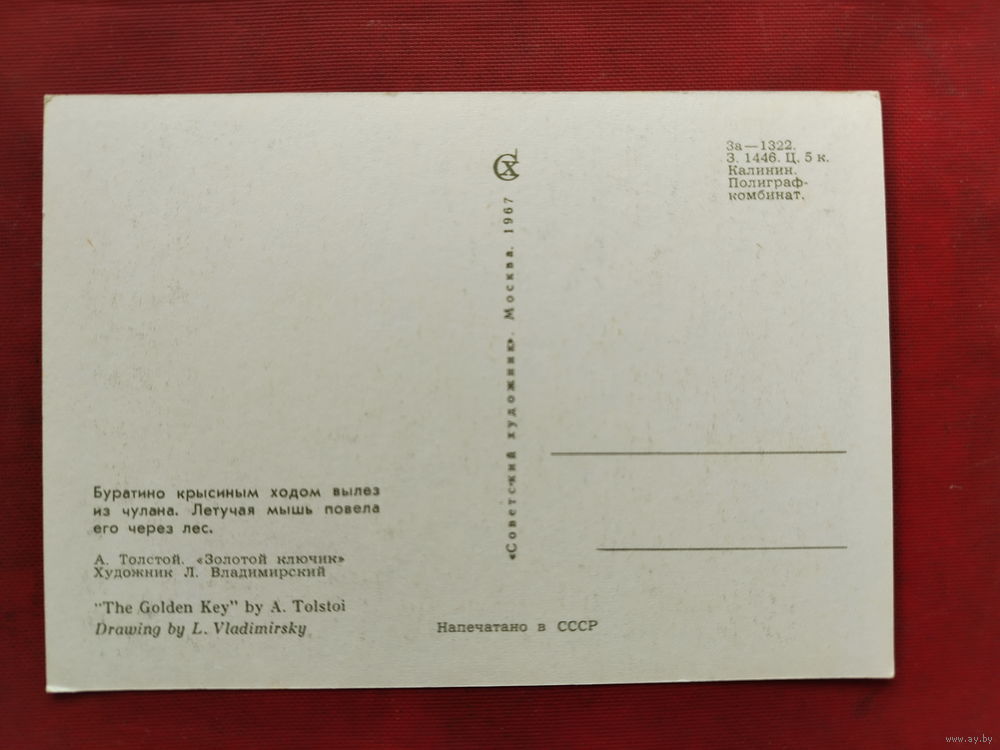 За—1322.
З. 1446. Ц. 5 к.
Калинин.
Полиграф-
комбинат.
СХ
«Советский художник». Москва. 1967
Буратино крысиным ходом вылез
из чулана. Летучая мышь повела
его через лес.
А. Толстой. «Золотой ключик»
Художник Л. Владимирский
"The Golden Key" by A. Tolstoi
Drawing by L. Vladimirsky
Напечатано в СССР
www.ay.by